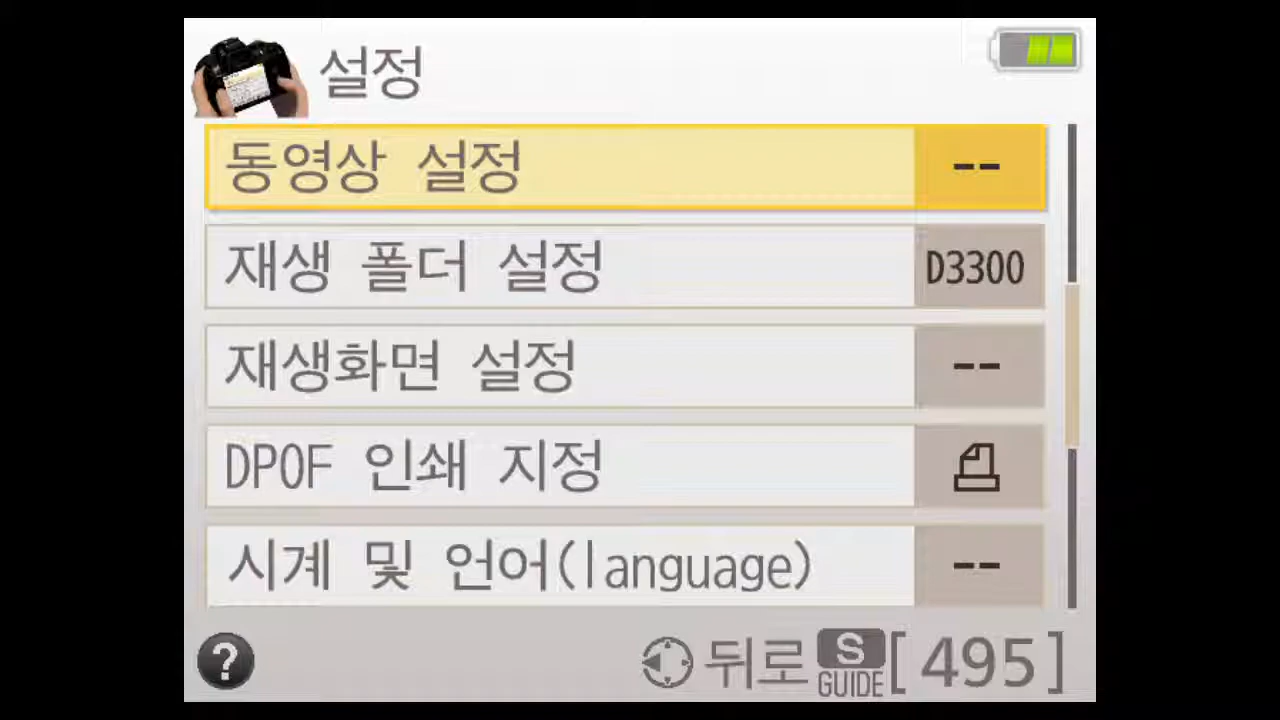 설정
동영상 설정 --
재생 폴더 설정 D3300
재생화면 설정 --
DPOF 인쇄 지정
시계 및 언어(language) --
? 뒤로 S GUIDE [ 495]